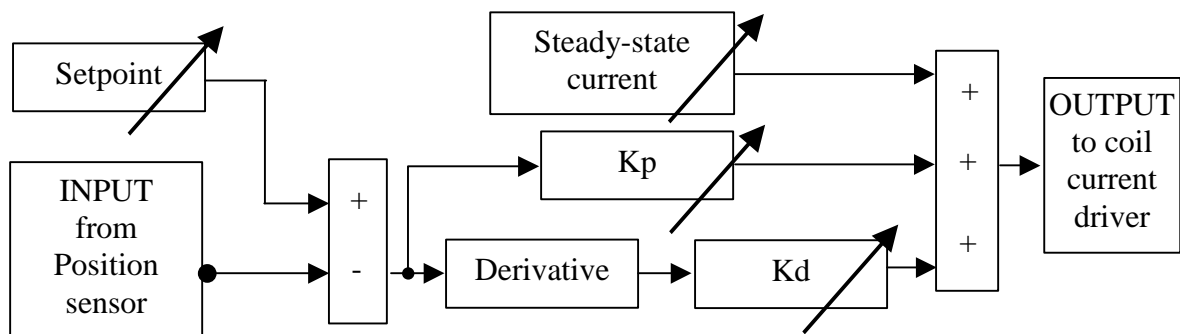 Setpoint
Steady-state
current
INPUT
from
Position
sensor
+
-
Kp
Derivative
Kd
+
+
+
OUTPUT
to coil
current
driver